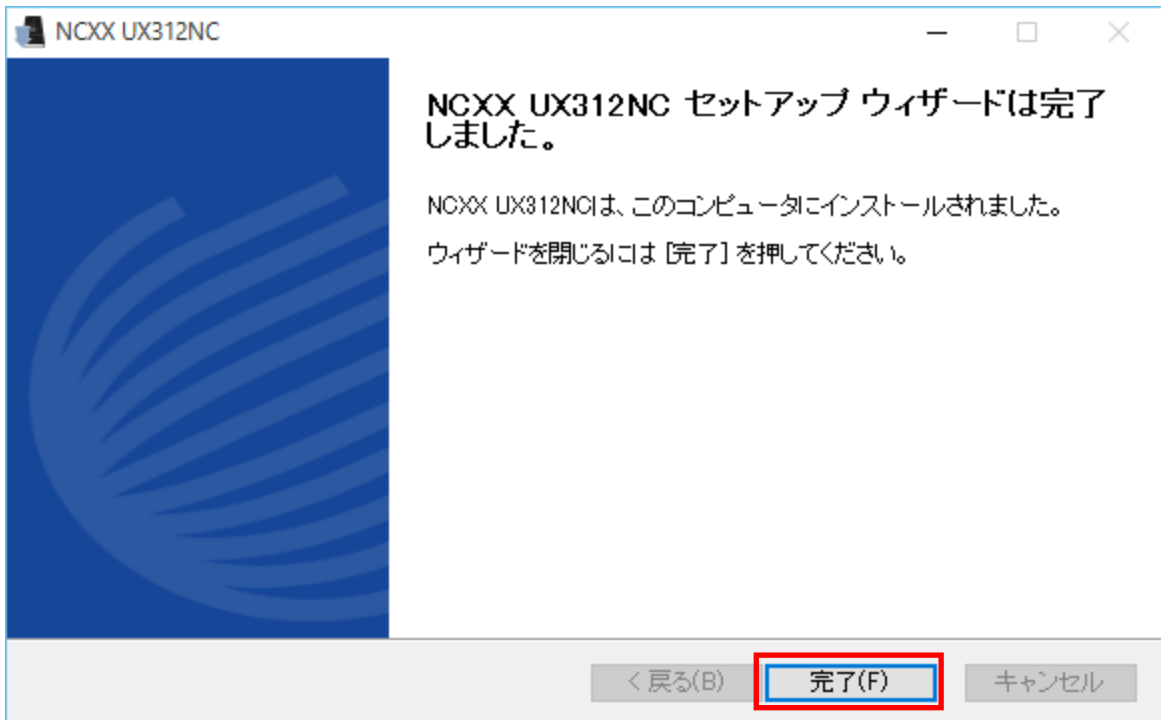 NCXX UX312NC
NCXX UX312NC セットアップ ウィザードは完了
しました。
NCXX UX312NCは、このコンピュータにインストールされました。
ウィザードを閉じるには [完了] を押してください。
< 戻る(B) 完了(F) キャンセル